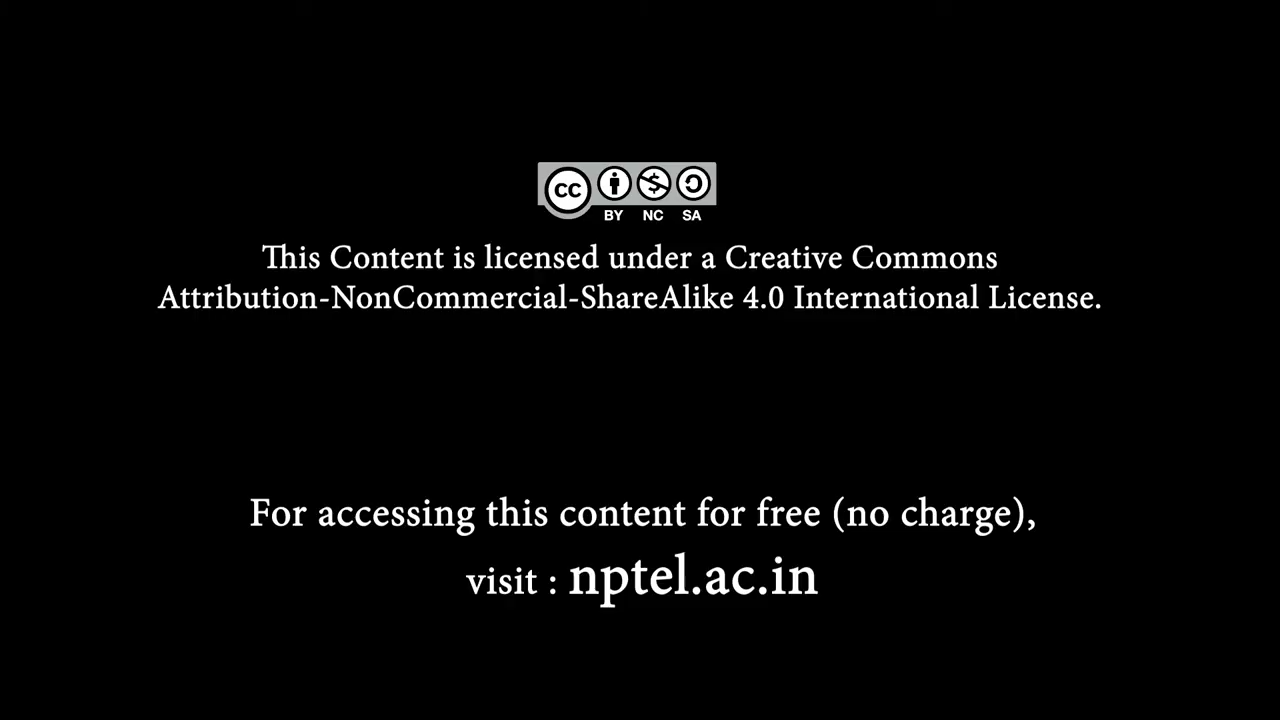 cc
BY NC SA
This Content is licensed under a Creative Commons
Attribution-NonCommercial-ShareAlike 4.0 International License.
For accessing this content for free (no charge),
visit : nptel.ac.in